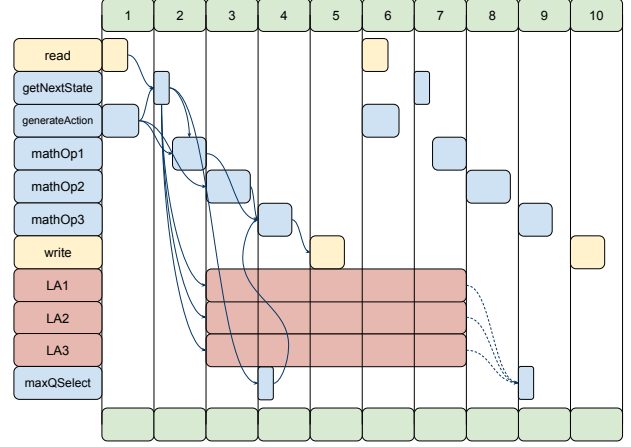 1 2 3 4 5 6 7 8 9 10
read
getNextState
generateAction
mathOp1
mathOp2
mathOp3
write
LA1
LA2
LA3
maxQSelect